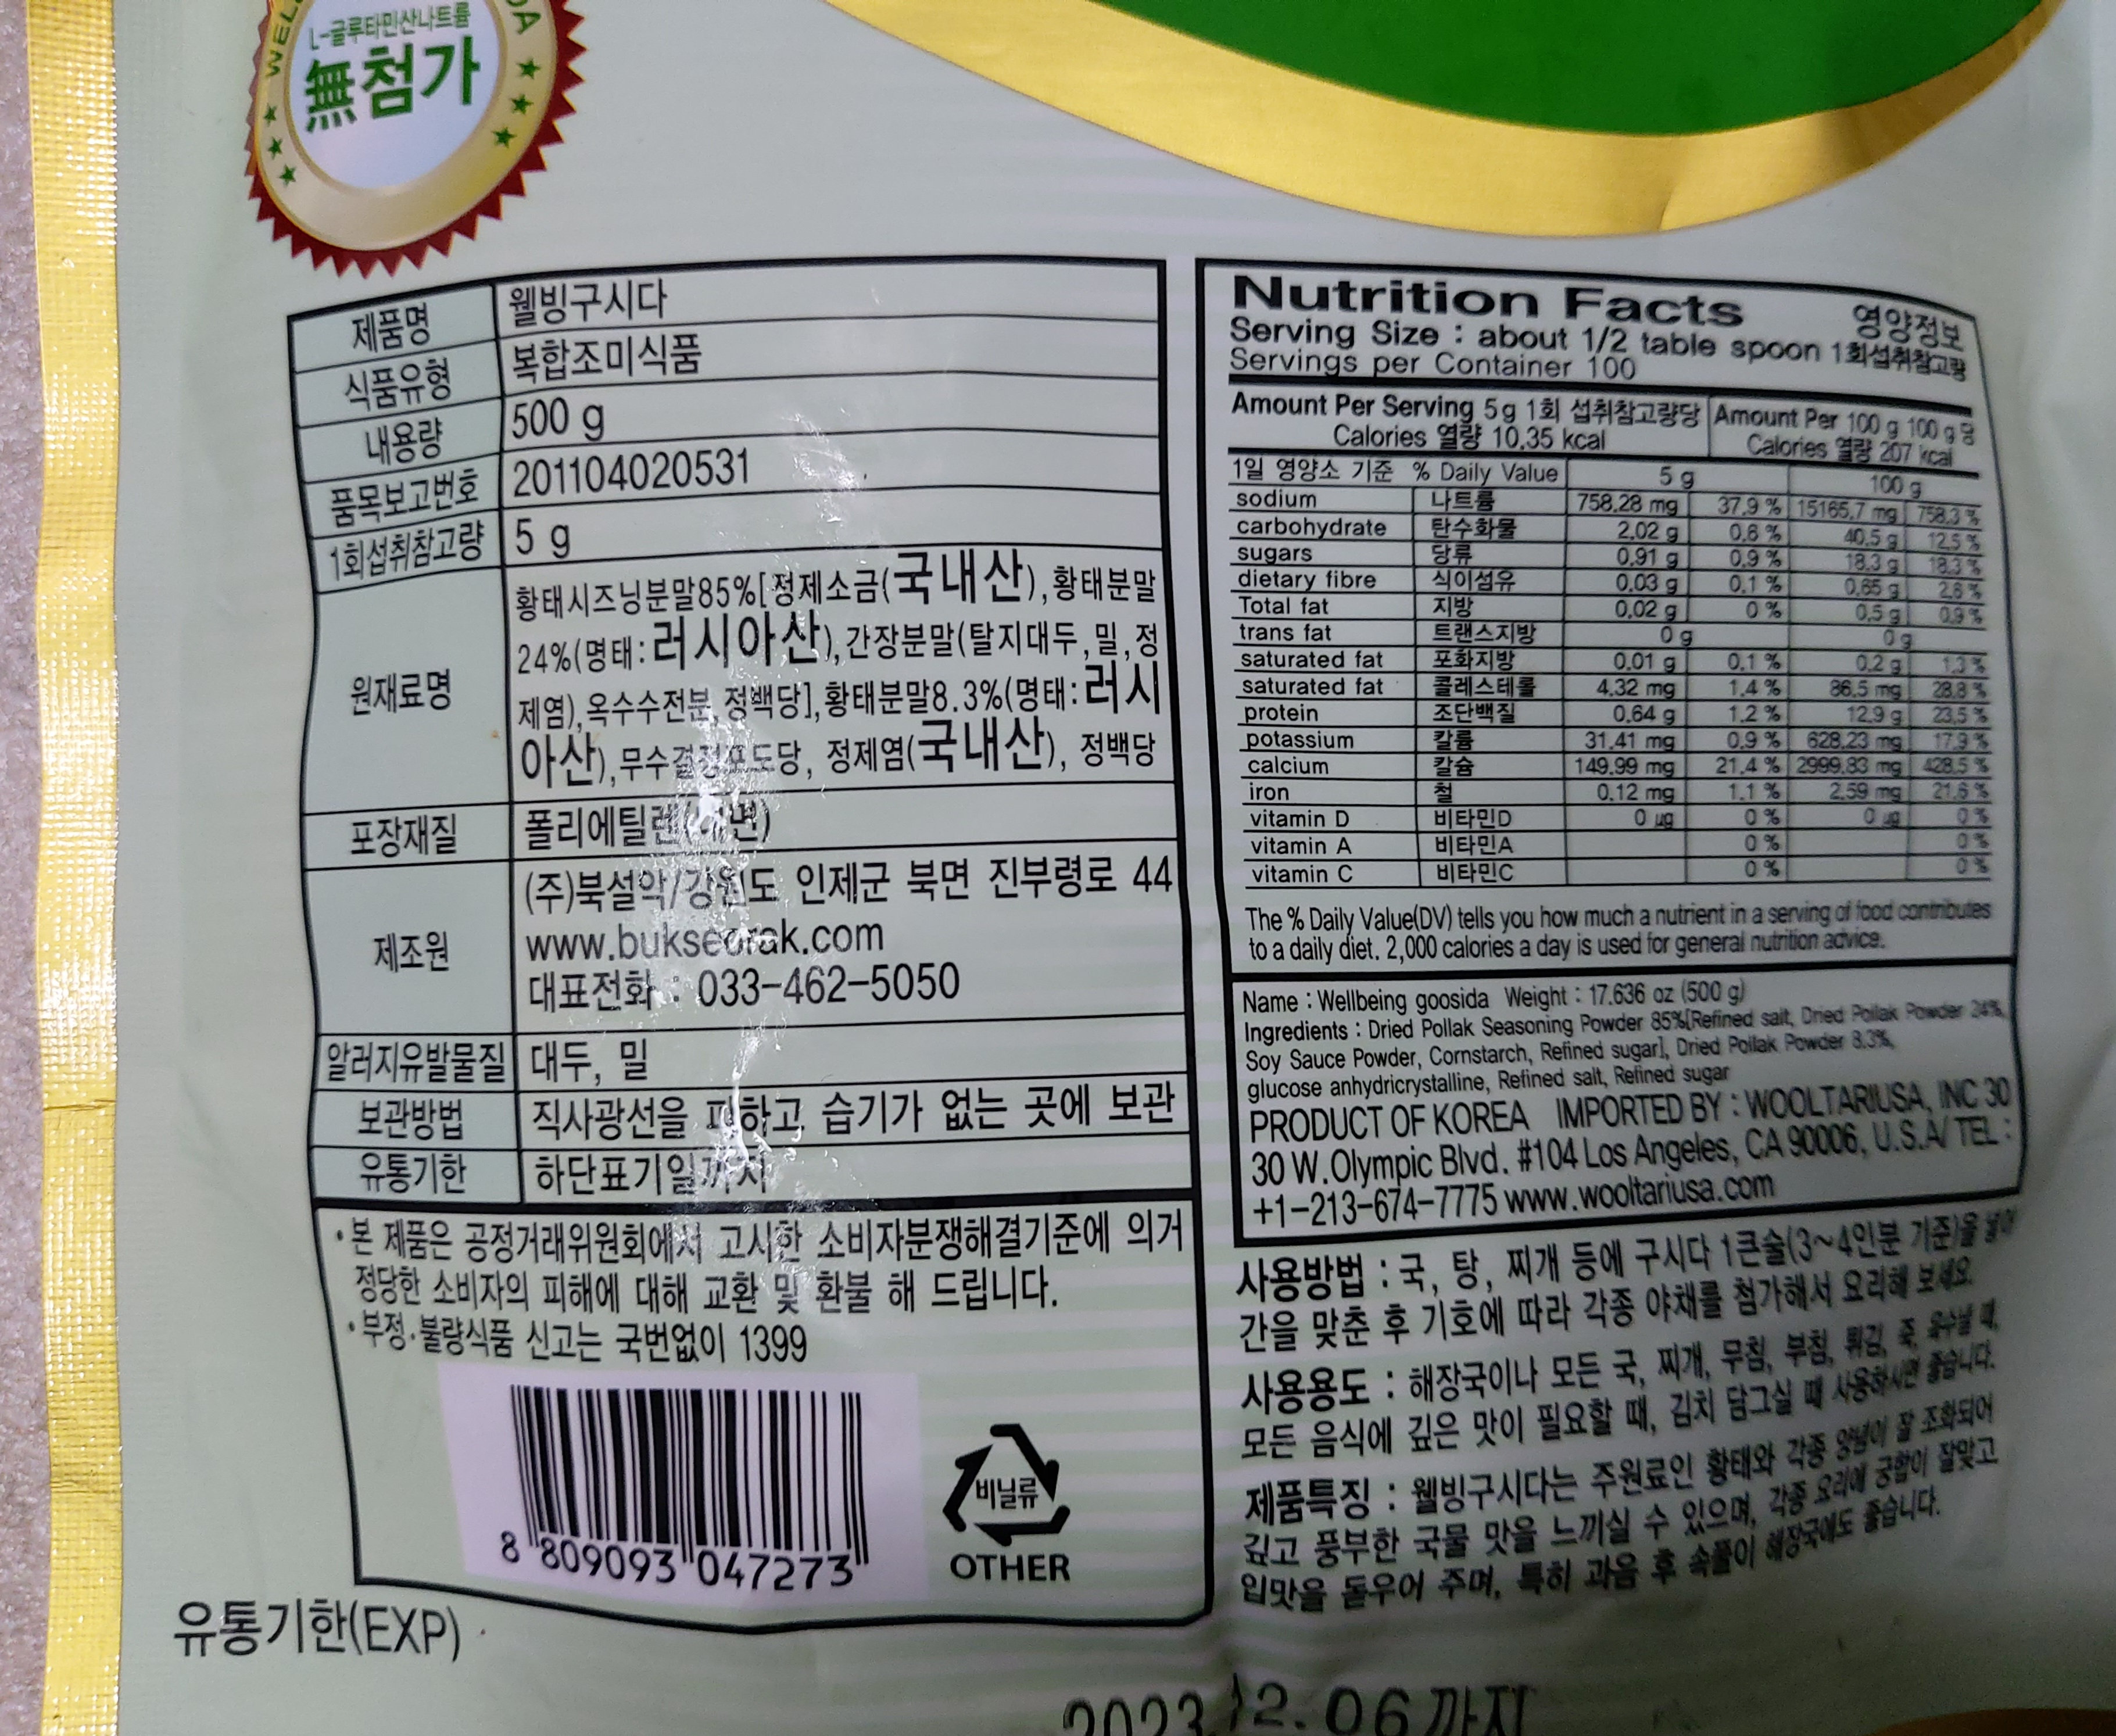 L-글루타민산나트륨
無첨가
제품명 웰빙구시다
식품유형 복합조미식품
내용량 500 g
품목보고번호 201104020531
1회섭취참고량 5 g
원재료명
황태시즈닝분말85%[정제소금(국내산),황태분말
24%(명태:러시아산),간장분말(탈지대두,밀,정
제염),옥수수전분,정백당],황태분말8.3%(명태:러시
아산),무수결정포도당, 정제염(국내산), 정백당
포장재질 폴리에틸렌(내면)
제조원
(주)북설악/강원도 인제군 북면 진부령로 44
www.bukseorak.com
대표전화 : 033-462-5050
알러지유발물질 대두, 밀
보관방법 직사광선을 피하고 습기가 없는 곳에 보관
유통기한 하단표기일까지
•본 제품은 공정거래위원회에서 고시한 소비자분쟁해결기준에 의거
정당한 소비자의 피해에 대해 교환 및 환불 해 드립니다.
•부정·불량식품 신고는 국번없이 1399
8 809093 047273
비닐류
OTHER
유통기한(EXP)
Nutrition Facts 영양정보
Serving Size : about 1/2 table spoon 1회섭취참고량
Servings per Container 100
Amount Per Serving 5g 1회 섭취참고량당 Amount Per 100 g 100 g당
Calories 열량 10.35 kcal Calories 열량 207 kcal
1일 영양소 기준 % Daily Value 5 g 100 g
sodium 나트륨 758.28 mg 37.9 % 15165.7 mg 758.3 %
carbohydrate 탄수화물 2.02 g 0.6 % 40.5 g 12.5 %
sugars 당류 0.91 g 0.9 % 18.3 g 18.3 %
dietary fibre 식이섬유 0.03 g 0.1 % 0.65 g 2.6 %
Total fat 지방 0.02 g 0 % 0.5 g 0.9 %
trans fat 트랜스지방 0 g 0 g
saturated fat 포화지방 0.01 g 0.1 % 0.2 g 1.3 %
saturated fat 콜레스테롤 4.32 mg 1.4 % 86.5 mg 28.8 %
protein 조단백질 0.64 g 1.2 % 12.9 g 23.5 %
potassium 칼륨 31.41 mg 0.9 % 628.23 mg 17.9 %
calcium 칼슘 149.99 mg 21.4 % 2999.83 mg 428.5 %
iron 철 0.12 mg 1.1 % 2.59 mg 21.6 %
vitamin D 비타민D 0 ㎍ 0 % 0 ㎍ 0 %
vitamin A 비타민A 0 % 0 %
vitamin C 비타민C 0 % 0 %
The % Daily Value(DV) tells you how much a nutrient in a serving of food contributes
to a daily diet. 2,000 calories a day is used for general nutrition advice.
Name : Wellbeing goosida Weight : 17.636 oz (500 g)
Ingredients : Dried Pollak Seasoning Powder 85%[Refined salt, Dried Pollak Powder 24%,
Soy Sauce Powder, Cornstarch, Refined sugar], Dried Pollak Powder 8.3%,
glucose anhydricrystalline, Refined salt, Refined sugar
PRODUCT OF KOREA IMPORTED BY : WOOLTARIUSA, INC 30
30 W.Olympic Blvd. #104 Los Angeles, CA 90006, U.S.A/ TEL :
+1-213-674-7775 www.wooltariusa.com
사용방법 : 국, 탕, 찌개 등에 구시다 1큰술(3~4인분 기준)을 넣어
간을 맞춘 후 기호에 따라 각종 야채를 첨가해서 요리해 보세요.
사용용도 : 해장국이나 모든 국, 찌개, 무침, 부침, 튀김, 죽, 육수낼 때,
모든 음식에 깊은 맛이 필요할 때, 김치 담그실 때 사용하시면 좋습니다.
제품특징 : 웰빙구시다는 주원료인 황태와 각종 양념이 잘 조화되어
깊고 풍부한 국물 맛을 느끼실 수 있으며, 각종 요리에 궁합이 잘맞고
입맛을 돋우어 주며, 특히 과음 후 속풀이 해장국에도 좋습니다.
2023.12.06까지